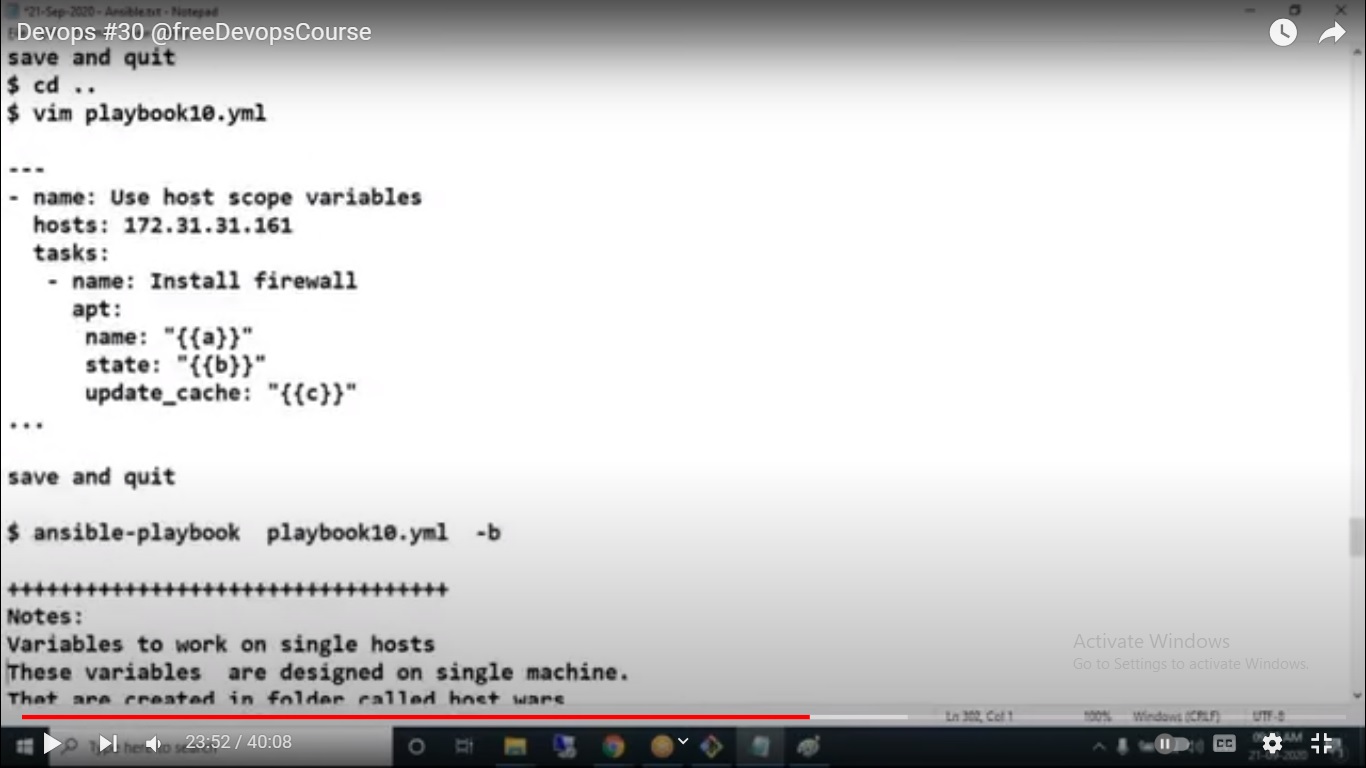 *21-Sep-2020 - Ansible.txt - Notepad
Devops #30 @freeDevopsCourse
save and quit
$ cd ..
$ vim playbook10.yml
---
- name: Use host scope variables
hosts: 172.31.31.161
tasks:
- name: Install firewall
apt:
name: "{{a}}"
state: "{{b}}"
update_cache: "{{c}}"
...
save and quit
$ ansible-playbook playbook10.yml -b
++++++++++++++++++++++++++++++++++
Notes:
Variables to work on single hosts
These variables are designed on single machine.
That are created in folder called host_vars
Activate Windows
Go to Settings to activate Windows.
Ln 302, Col 1 100% Windows (CRLF) UTF-8
Type here to search
23:52 / 40:08
CC
21-09-2020